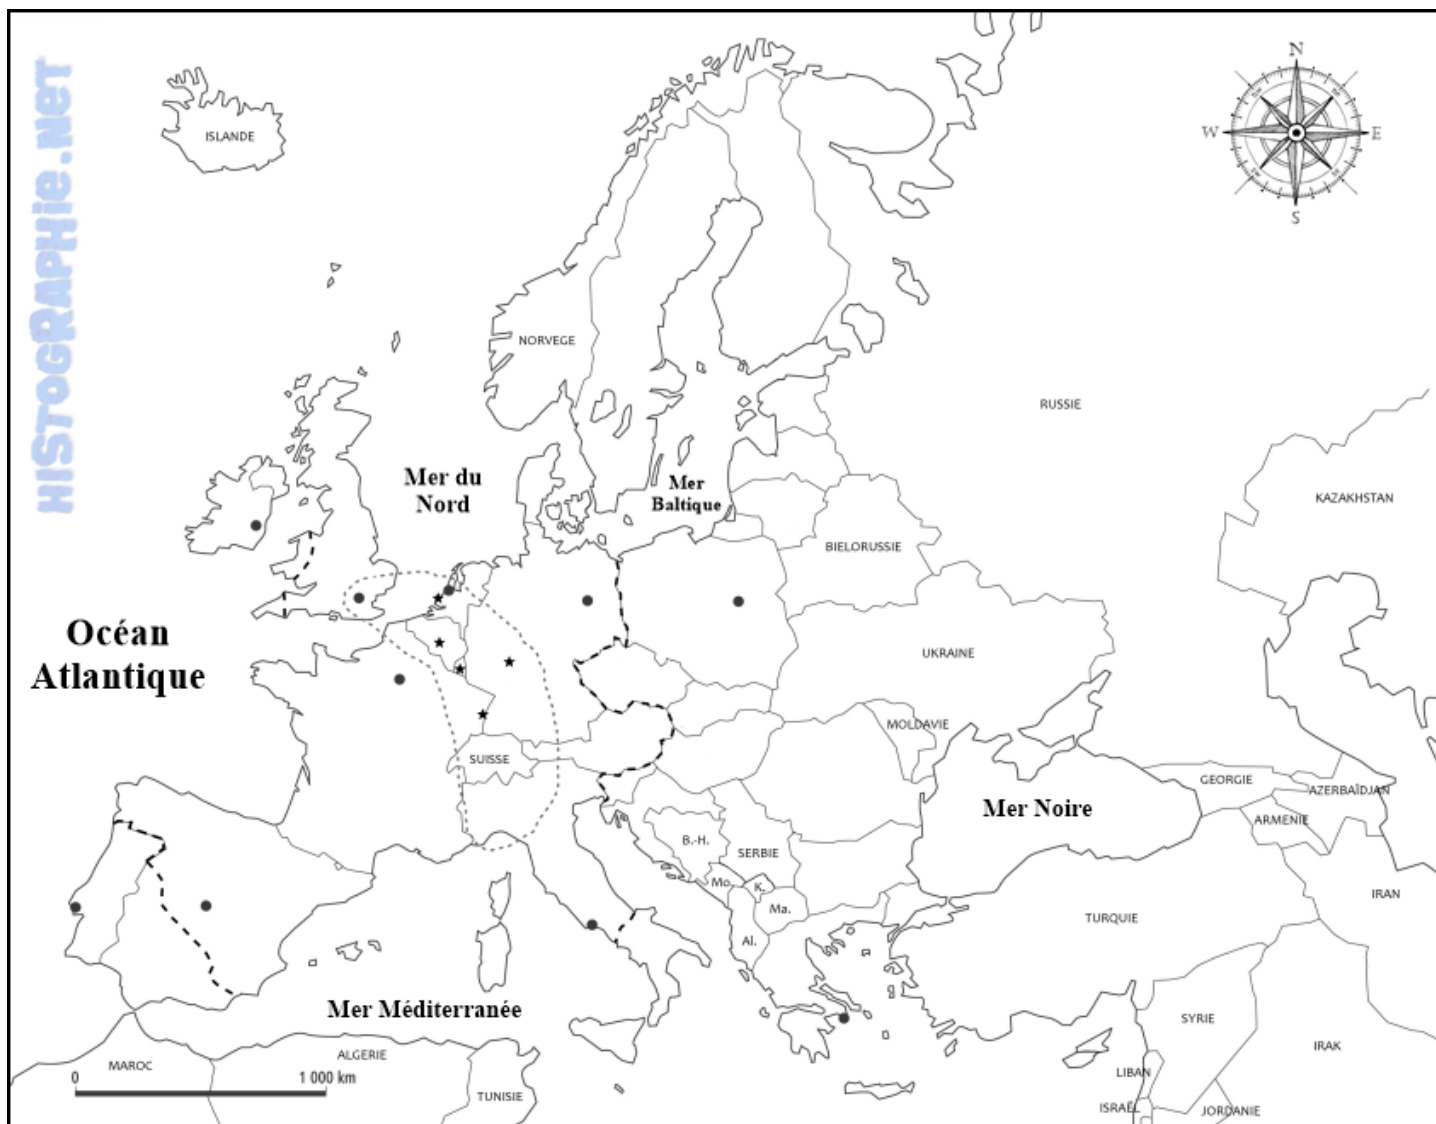 HISTOGRAPHie.NeT
ISLANDE
N
W
E
S
NORVEGE
RUSSIE
KAZAKHSTAN
Mer du
Nord
Mer
Baltique
BIELORUSSIE
Océan
Atlantique
UKRAINE
MOLDAVIE
SUISSE
GEORGIE
AZERBAÏDJAN
ARMENIE
Mer Noire
B.-H.
SERBIE
Mo.
K.
Ma.
Al.
IRAN
TURQUIE
Mer Méditerranée
SYRIE
IRAK
MAROC
ALGERIE
TUNISIE
LIBAN
ISRAËL
JORDANIE
0
1 000 km